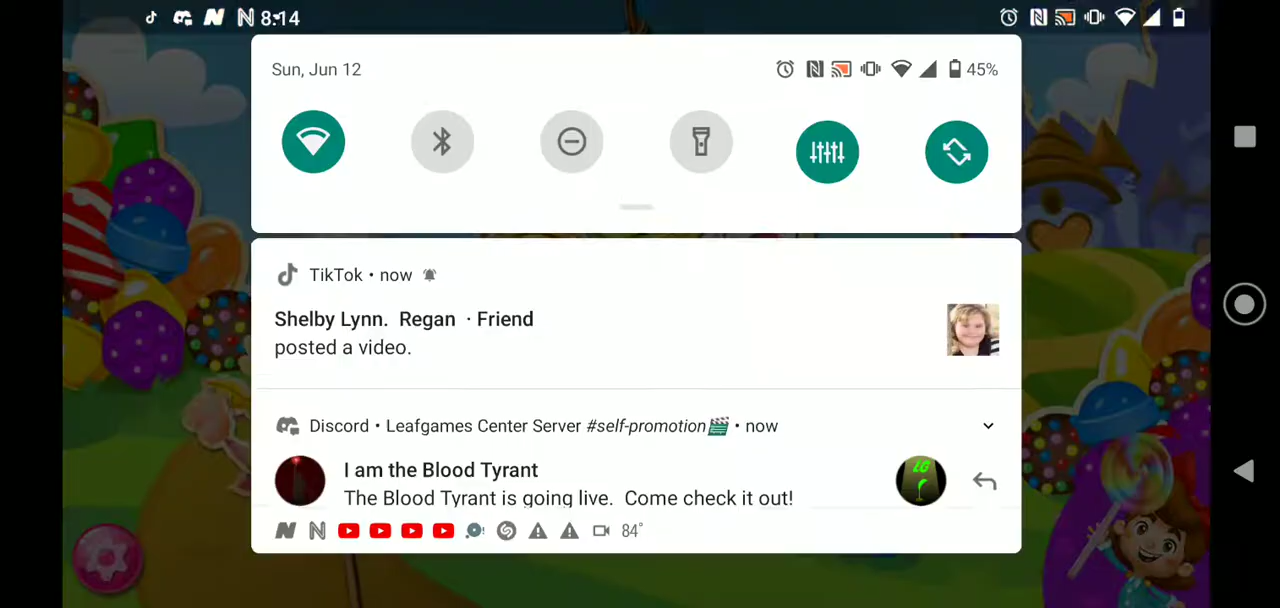 8:14
Sun, Jun 12
45%
TikTok • now
Shelby Lynn. Regan · Friend
posted a video.
Discord • Leafgames Center Server #self-promotion🎬 • now
I am the Blood Tyrant
The Blood Tyrant is going live. Come check it out!
LG
84°